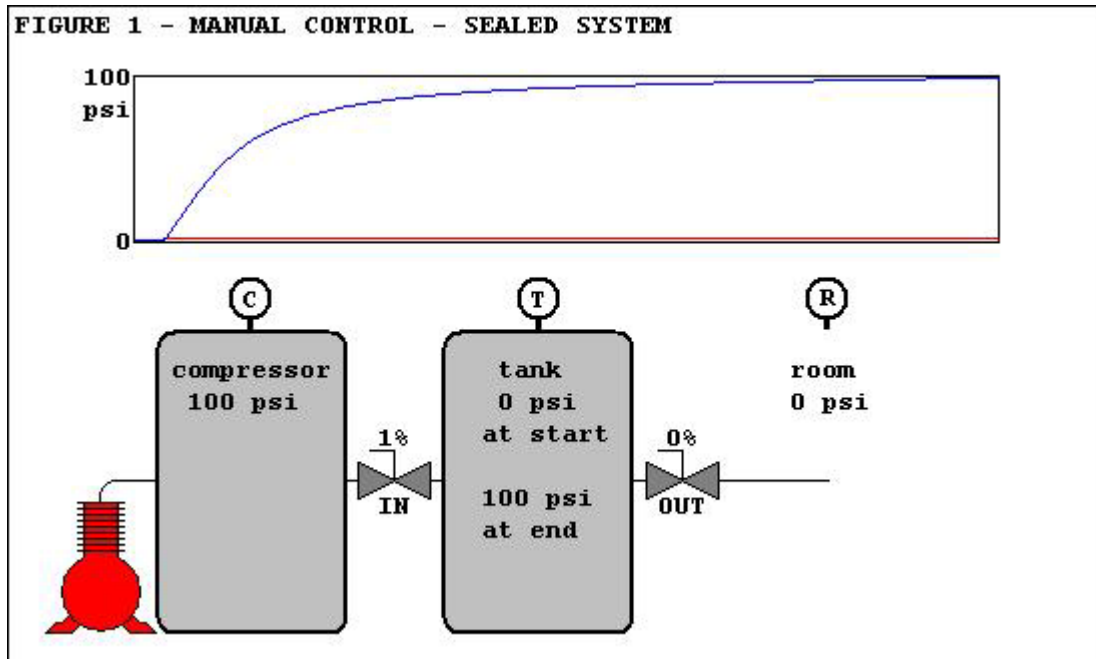 FIGURE 1 - MANUAL CONTROL - SEALED SYSTEM
100
psi
0
C
T
R
compressor
100 psi
tank
0 psi
at start
100 psi
at end
room
0 psi
1%
IN
0%
OUT